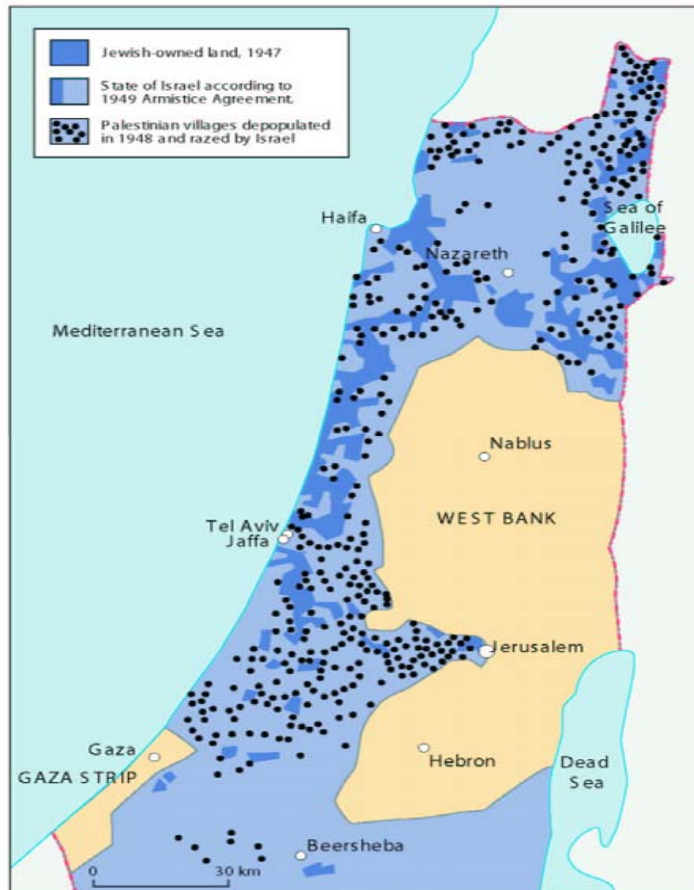 Jewish-owned land, 1947
State of Israel according to
1949 Armistice Agreement.
Palestinian villages depopulated
in 1948 and razed by Israel
Haifa
Sea of
Galilee
Nazareth
Mediterranean Sea
Nablus
WEST BANK
Tel Aviv
Jaffa
Jerusalem
Gaza
GAZA STRIP
Hebron
Dead
Sea
Beersheba
0 30 km